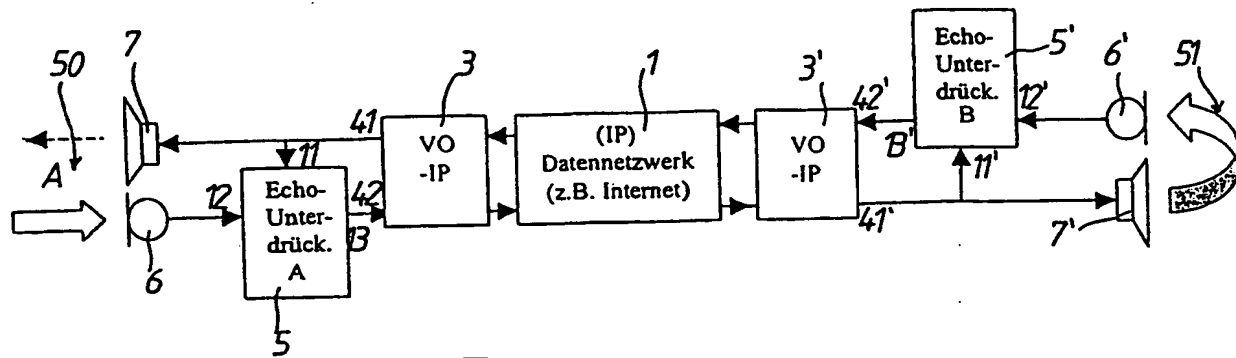 50
7
3
1
3'
Echo-
Unter-
drück.
B
5'
6'
51
A
41
11
VO
-IP
(IP)
Datennetzwerk
(z.B. Internet)
VO
-IP
42'
B'
12'
11'
12
Echo-
Unter-
drück.
A
42
13
41'
7'
6
5